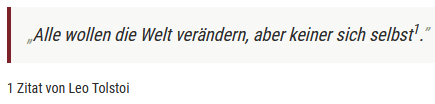 „Alle wollen die Welt verändern, aber keiner sich selbst¹.“
1 Zitat von Leo Tolstoi